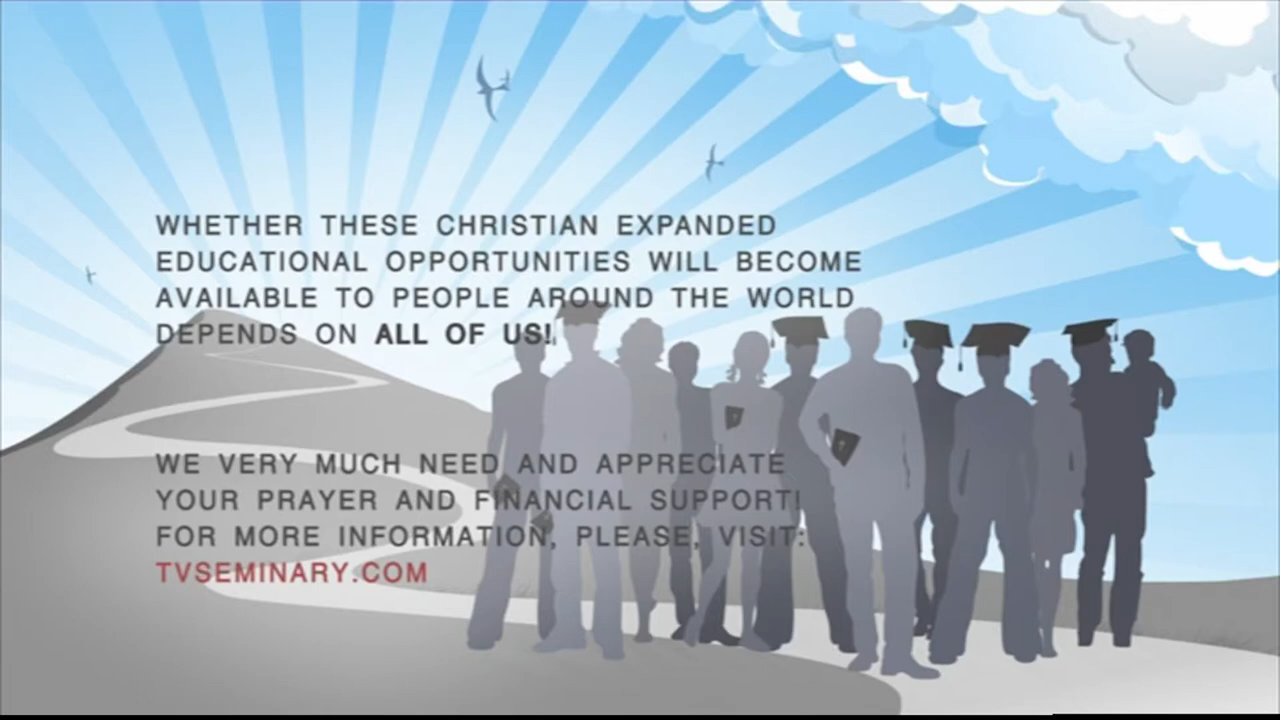 WHETHER THESE CHRISTIAN EXPANDED
EDUCATIONAL OPPORTUNITIES WILL BECOME
AVAILABLE TO PEOPLE AROUND THE WORLD
DEPENDS ON ALL OF US!
WE VERY MUCH NEED AND APPRECIATE
YOUR PRAYER AND FINANCIAL SUPPORT!
FOR MORE INFORMATION, PLEASE, VISIT:
TVSEMINARY.COM